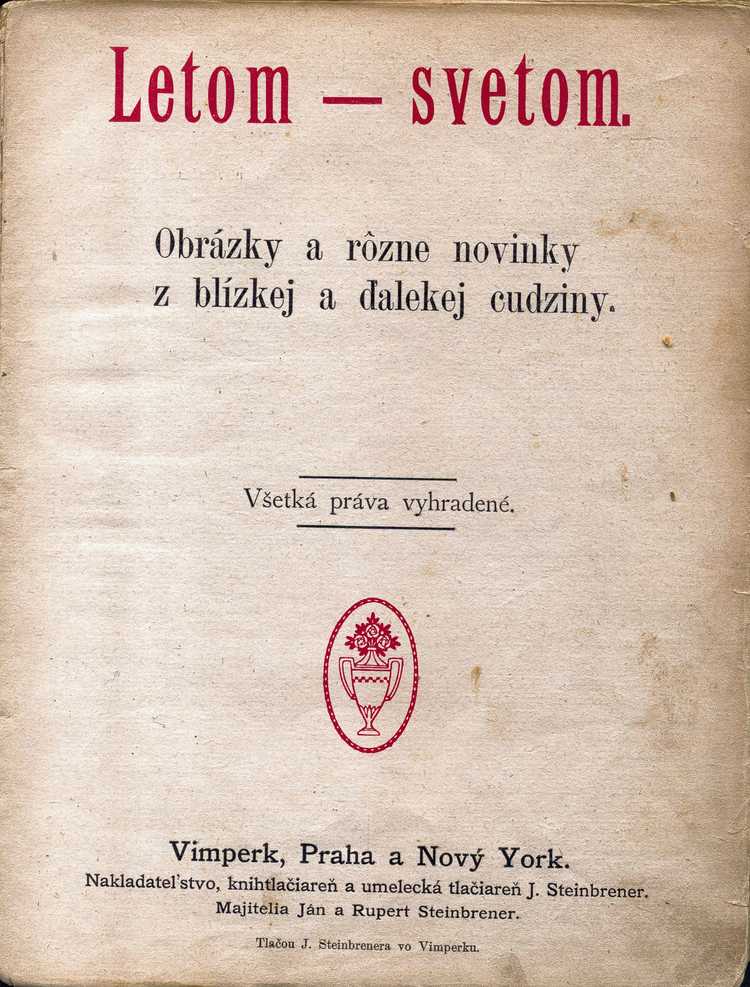 Letom — svetom.
Obrázky a rôzne novinky
z blízkej a ďalekej cudziny.
Všetká práva vyhradené.
Vimperk, Praha a Nový York.
Nakladateľstvo, knihtlačiareň a umelecká tlačiareň J. Steinbrener.
Majitelia Ján a Rupert Steinbrener.
Tlačou J. Steinbrenera vo Vimperku.